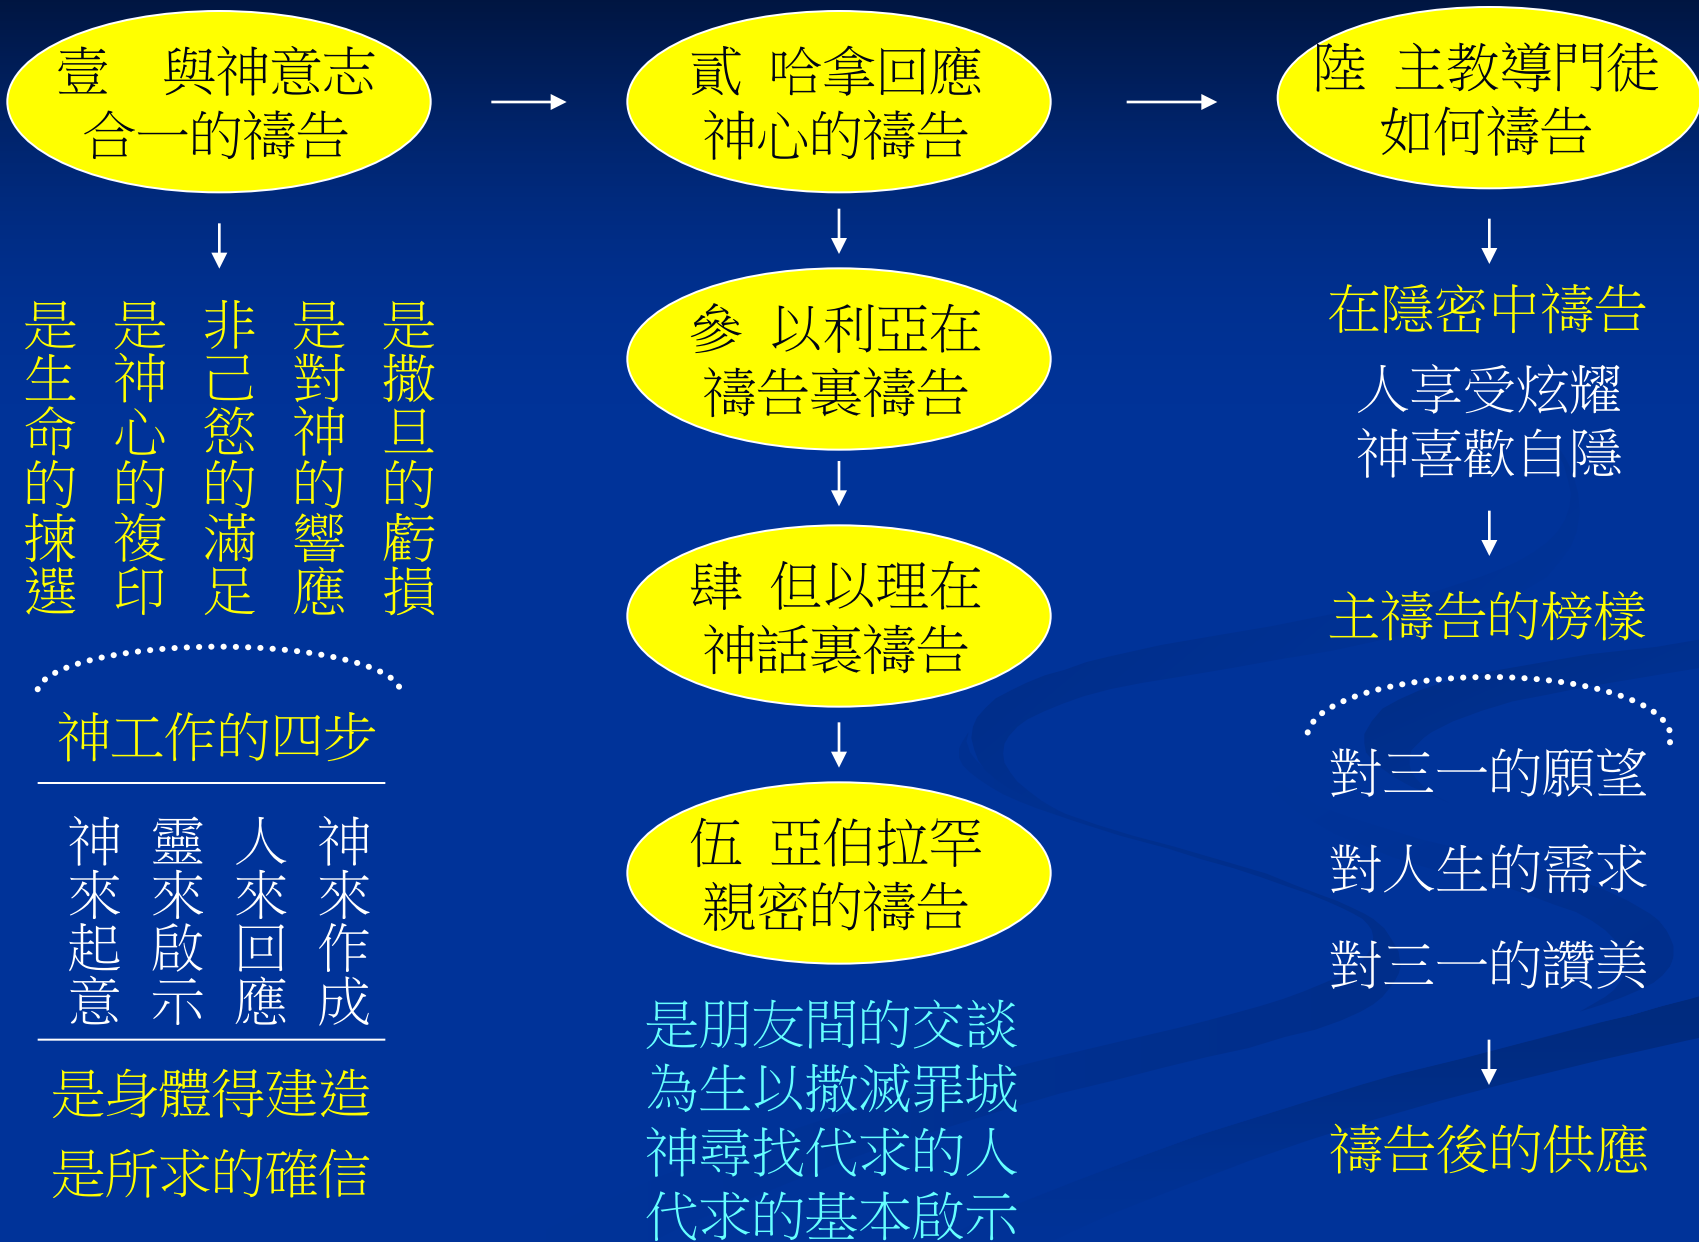 壹　與神意志
合一的禱告
是生命的揀選
是神心的複印
非己慾的滿足
是對神的響應
是撒旦的虧損
神工作的四步
神來起意
靈來啟示
人來回應
神來作成
是身體得建造
是所求的確信
貳 哈拿回應
神心的禱告
參 以利亞在
禱告裏禱告
肆 但以理在
神話裏禱告
伍 亞伯拉罕
親密的禱告
是朋友間的交談
為生以撒滅罪城
神尋找代求的人
代求的基本啟示
陸 主教導門徒
如何禱告
在隱密中禱告
人享受炫耀
神喜歡自隱
主禱告的榜樣
對三一的願望
對人生的需求
對三一的讚美
禱告後的供應